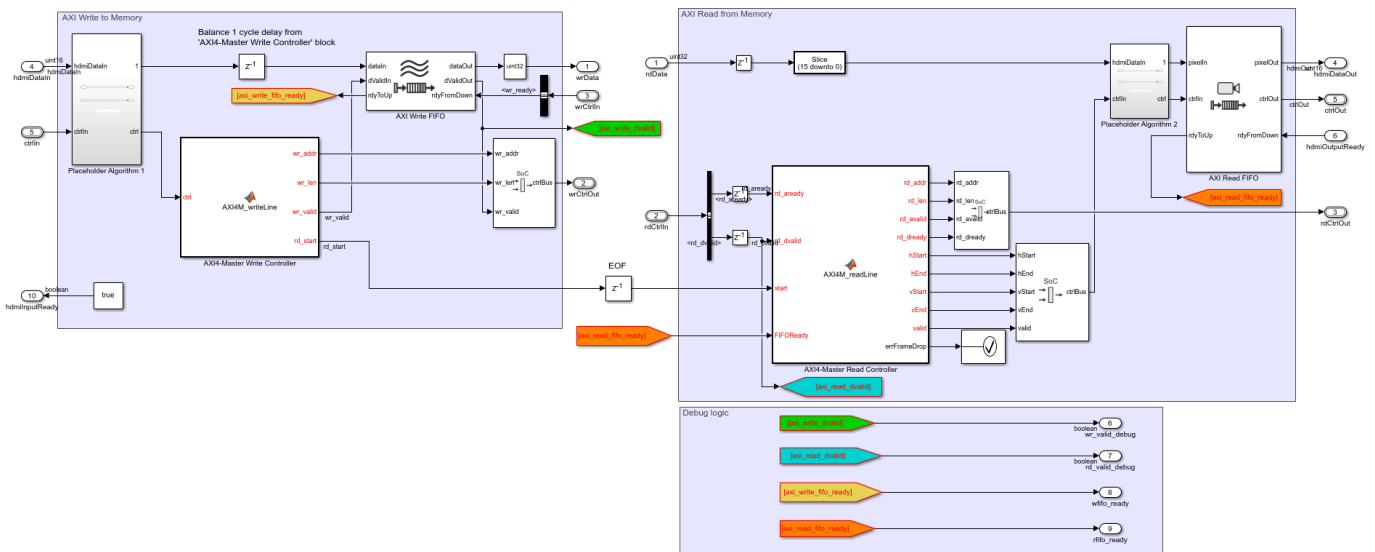 AXI Write to Memory
Balance 1 cycle delay from
'AXI4-Master Write Controller' block
4
uint16
hdmiDataIn
hdmiDataIn
hdmiDataIn
1
5
ctrlIn
ctrlIn
ctrl
Placeholder Algorithm 1
z-1
[axi_write_fifo_ready]
dataIn
dataOut
dValidIn
dValidOut
rdyToUp
rdyFromDown
AXI Write FIFO
uint32
1
wrData
<wr_ready>
3
wrCtrlIn
[axi_write_dvalid]
ctrl
AXI4M_writeLine
wr_addr
wr_len
wr_valid
rd_start
AXI4-Master Write Controller
wr_valid
rd_start
wr_addr
wr_len
wr_valid
SoC
ctrlBus
2
wrCtrlOut
10
boolean
hdmiInputReady
true
EOF
z-1
[axi_read_fifo_ready]
AXI Read from Memory
1
uint32
rdData
z-1
Slice
(15 downto 0)
2
rdCtrlIn
z-1
rd_aready
<rd_aready>
z-1
<rd_dvalid>
rd_aready
rd_dvalid
start
FIFOReady
AXI4M_readLine
rd_addr
rd_len
rd_avalid
rd_dready
hStart
hEnd
vStart
vEnd
valid
errFrameDrop
AXI4-Master Read Controller
rd_addr
rd_len
rd_avalid
rd_dready
SoC
ctrlBus
hStart
hEnd
vStart
vEnd
valid
SoC
ctrlBus
[axi_read_dvalid]
hdmiDataIn
1
ctrlIn
ctrl
Placeholder Algorithm 2
pixelIn
pixelOut
ctrlIn
ctrlOut
rdyToUp
rdyFromDown
AXI Read FIFO
[axi_read_fifo_ready]
4
uint16
hdmiDataOut
5
ctrlOut
ctrlOut
6
hdmiOutputReady
3
rdCtrlOut
Debug logic
[axi_write_dvalid]
6
boolean
wr_valid_debug
[axi_read_dvalid]
7
boolean
rd_valid_debug
[axi_write_fifo_ready]
8
wfifo_ready
[axi_read_fifo_ready]
9
rfifo_ready